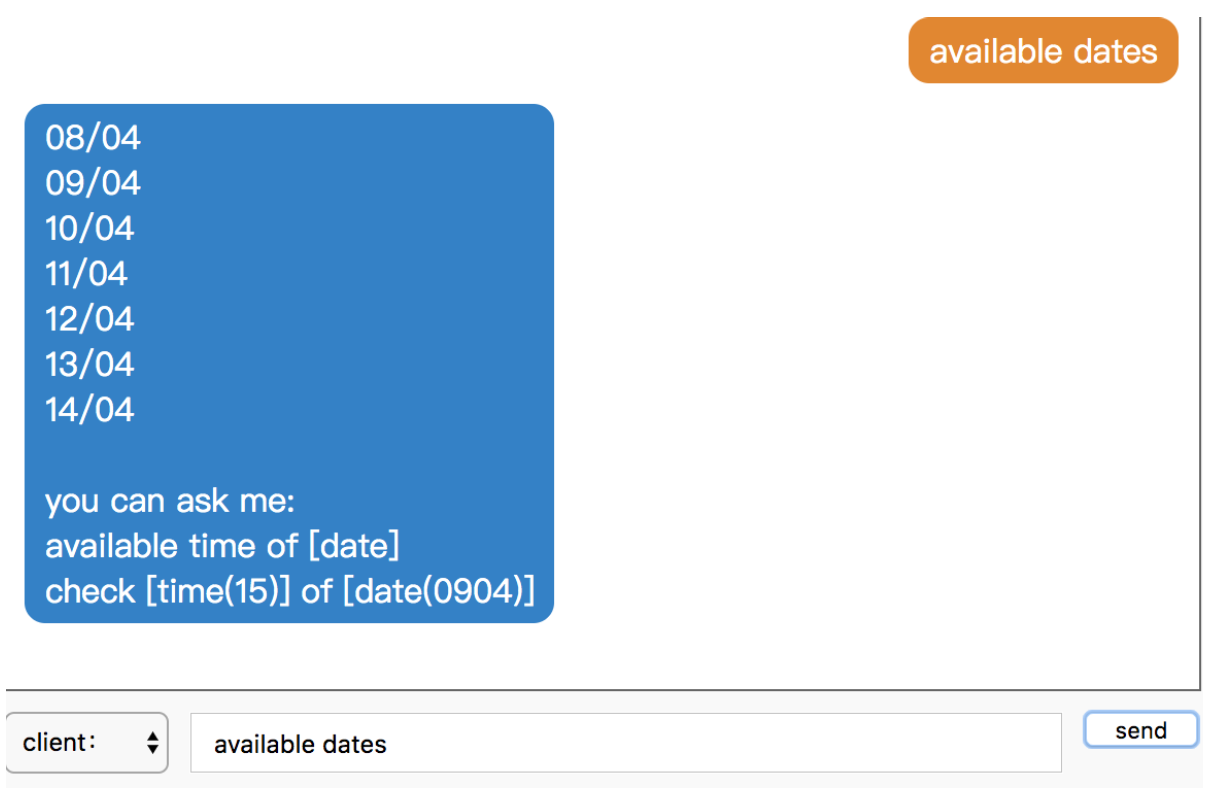 available dates
08/04
09/04
10/04
11/04
12/04
13/04
14/04
you can ask me:
available time of [date]
check [time(15)] of [date(0904)]
client:
available dates
send